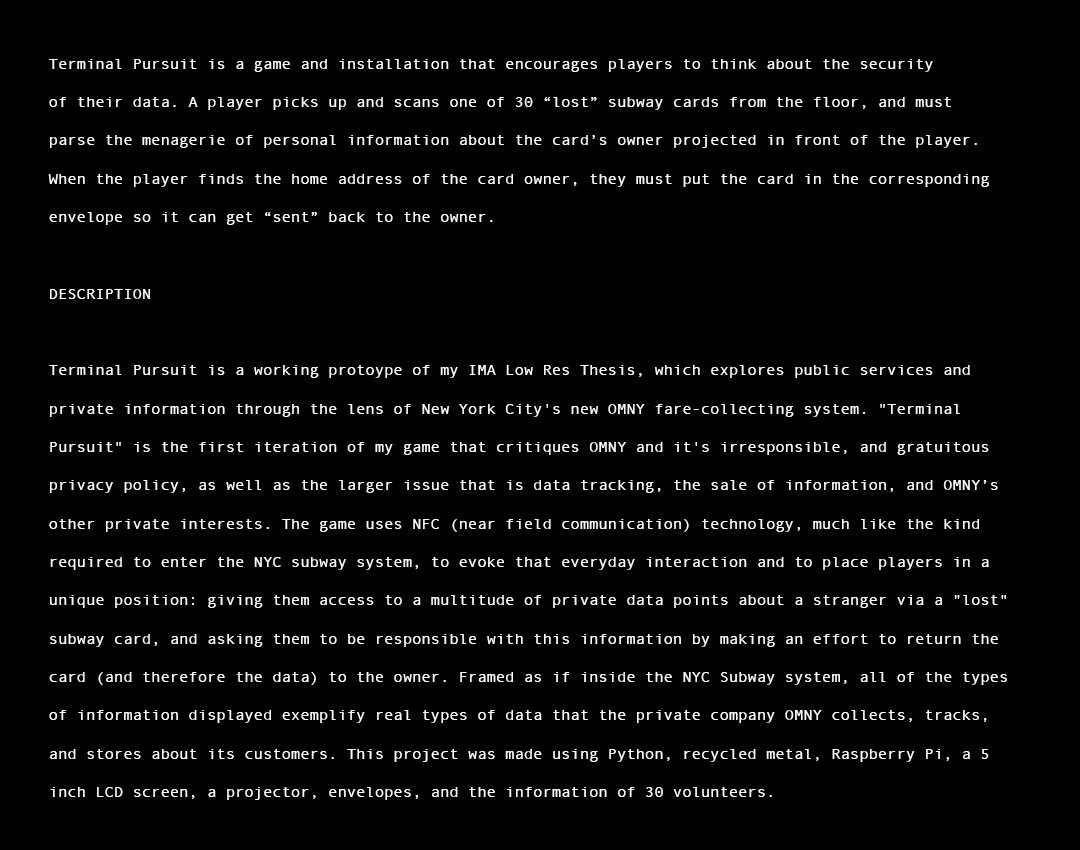 Terminal Pursuit is a game and installation that encourages players to think about the security
of their data. A player picks up and scans one of 30 “lost” subway cards from the floor, and must
parse the menagerie of personal information about the card’s owner projected in front of the player.
When the player finds the home address of the card owner, they must put the card in the corresponding
envelope so it can get “sent” back to the owner.
DESCRIPTION
Terminal Pursuit is a working protoype of my IMA Low Res Thesis, which explores public services and
private information through the lens of New York City's new OMNY fare-collecting system. "Terminal
Pursuit" is the first iteration of my game that critiques OMNY and it's irresponsible, and gratuitous
privacy policy, as well as the larger issue that is data tracking, the sale of information, and OMNY’s
other private interests. The game uses NFC (near field communication) technology, much like the kind
required to enter the NYC subway system, to evoke that everyday interaction and to place players in a
unique position: giving them access to a multitude of private data points about a stranger via a "lost"
subway card, and asking them to be responsible with this information by making an effort to return the
card (and therefore the data) to the owner. Framed as if inside the NYC Subway system, all of the types
of information displayed exemplify real types of data that the private company OMNY collects, tracks,
and stores about its customers. This project was made using Python, recycled metal, Raspberry Pi, a 5
inch LCD screen, a projector, envelopes, and the information of 30 volunteers.